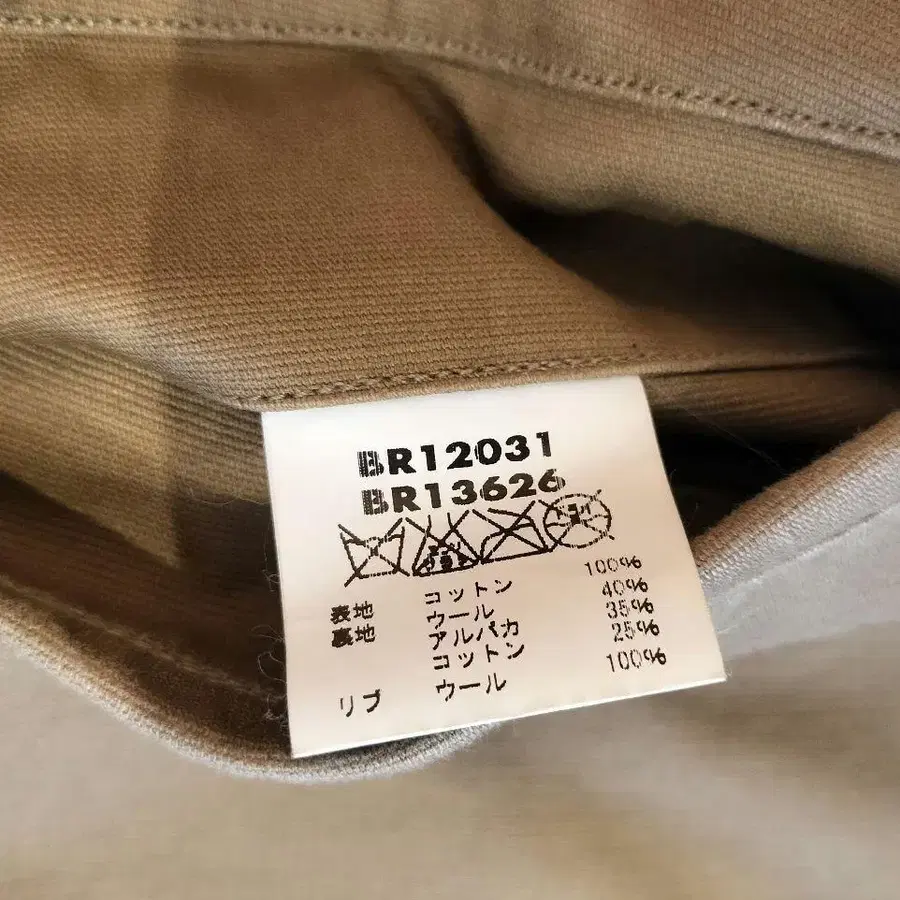 BR12031
BR13626
表地 コットン 100%
裏地 ウール 40%
アルパカ 35%
コットン 25%
リブ ウール 100%